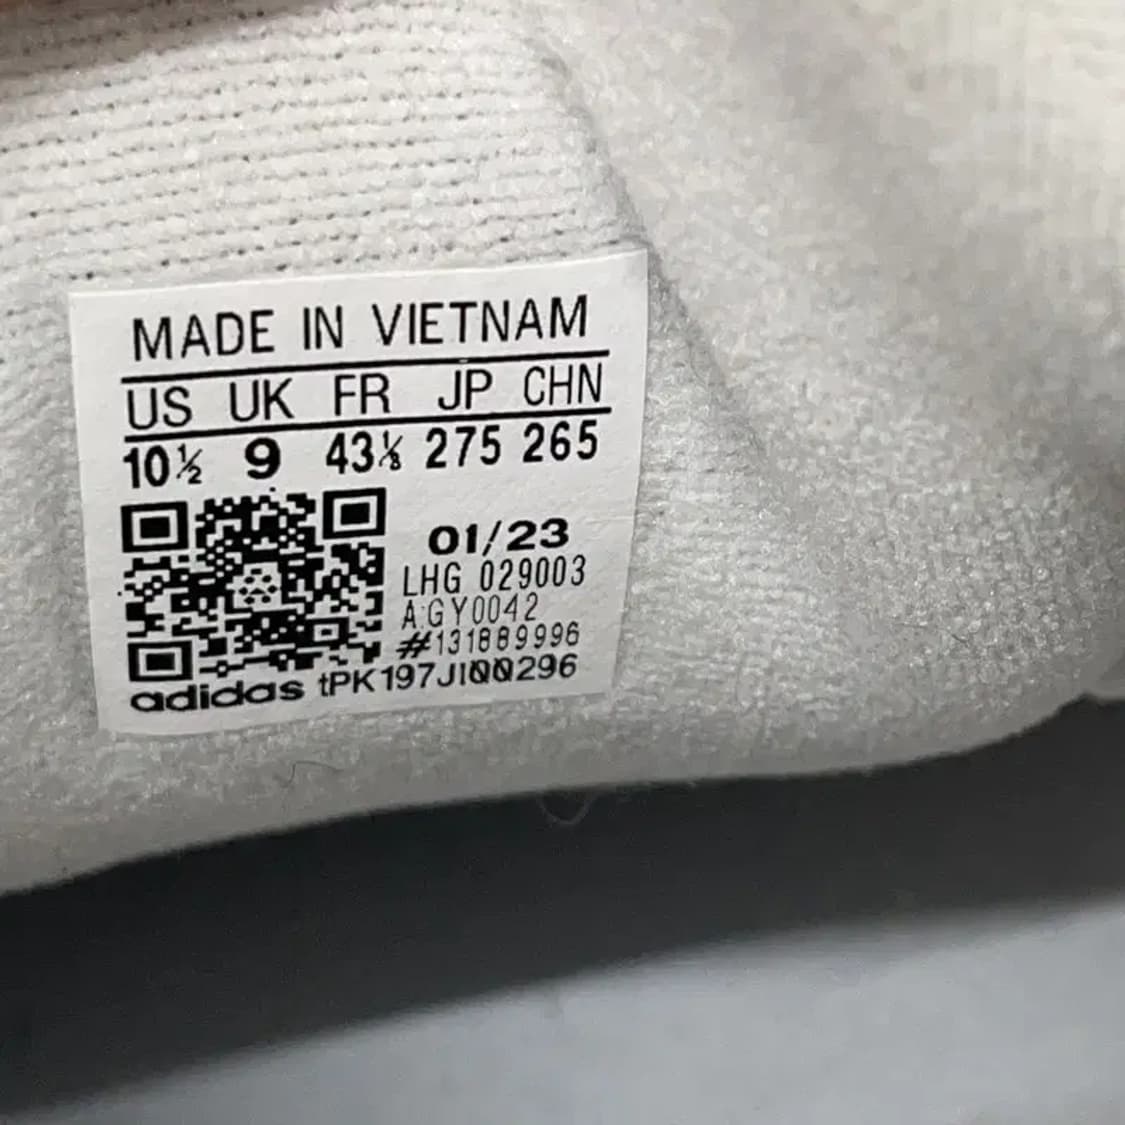 MADE IN VIETNAM
US UK FR JP CHN
10½ 9 43⅓ 275 265
01/23
LHG 029003
A:GY0042
#131889996
adidas tPK197JI00296